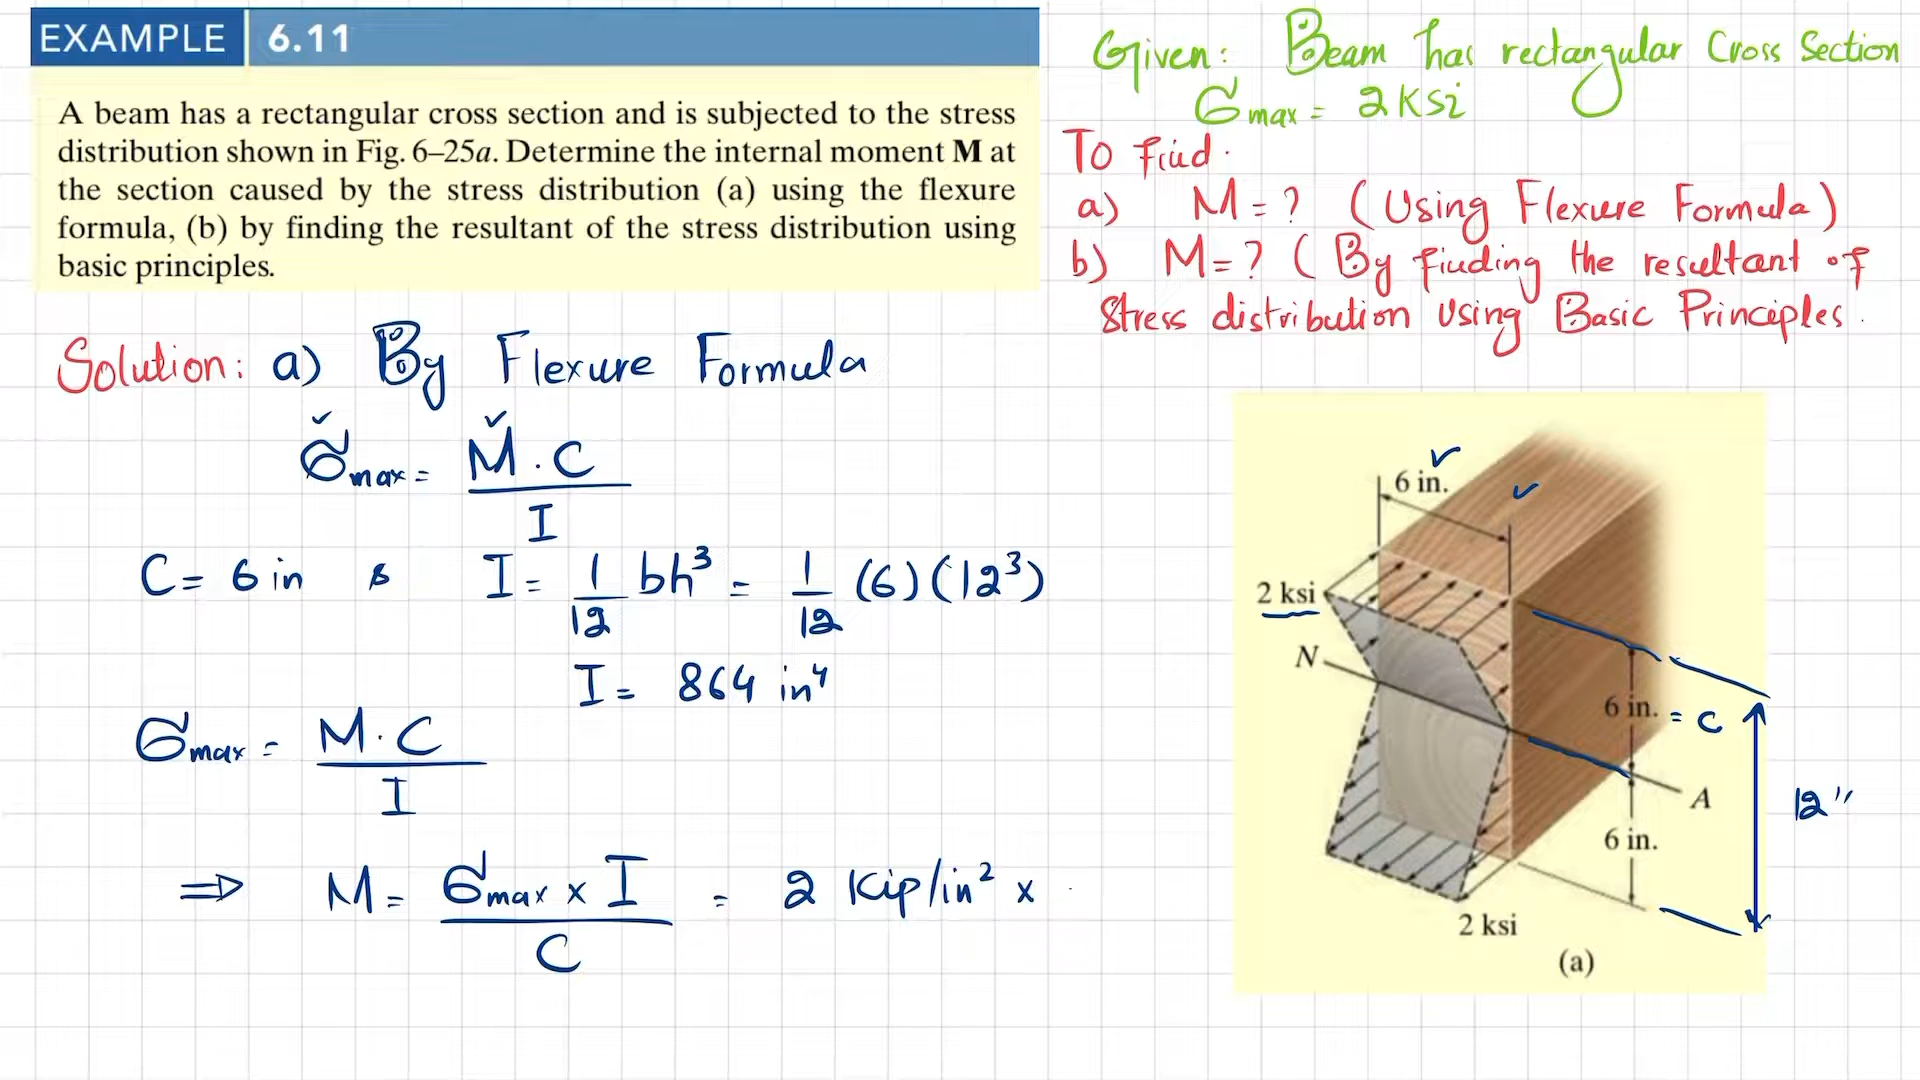 EXAMPLE 6.11
A beam has a rectangular cross section and is subjected to the stress
distribution shown in Fig. 6–25a. Determine the internal moment M at
the section caused by the stress distribution (a) using the flexure
formula, (b) by finding the resultant of the stress distribution using
basic principles.
Given: Beam has rectangular Cross Section
σmax = 2 Ksi
To find.
a) M = ? (Using Flexure Formula)
b) M = ? (By finding the resultant of
Stress distribution Using Basic Principles.
Solution: a) By Flexure Formula
σmax = M . C
I
C = 6 in & I = 1/12 bh³ = 1/12 (6)(12³)
I = 864 in⁴
σmax = M . C
I
⇒ M = σmax x I = 2 Kip/in² x
C
6 in.
2 ksi
N
6 in. = C
A
12"
6 in.
2 ksi
(a)